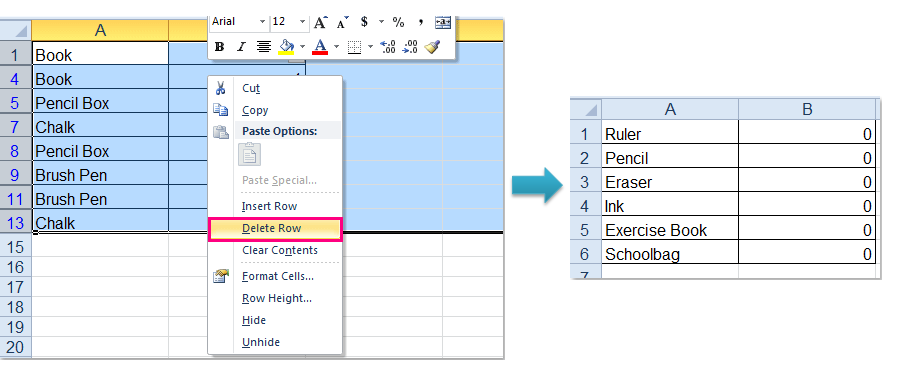 Arial 12 A A $ % ,
B I A .00 .00
A
1 Book
4 Book
5 Pencil Box
7 Chalk
8 Pencil Box
9 Brush Pen
11 Brush Pen
13 Chalk
15
16
17
18
19
20
Cut
Copy
Paste Options:
Paste Special...
Insert Row
Delete Row
Clear Contents
Format Cells...
Row Height...
Hide
Unhide
A B
1 Ruler 0
2 Pencil 0
3 Eraser 0
4 Ink 0
5 Exercise Book 0
6 Schoolbag 0
7